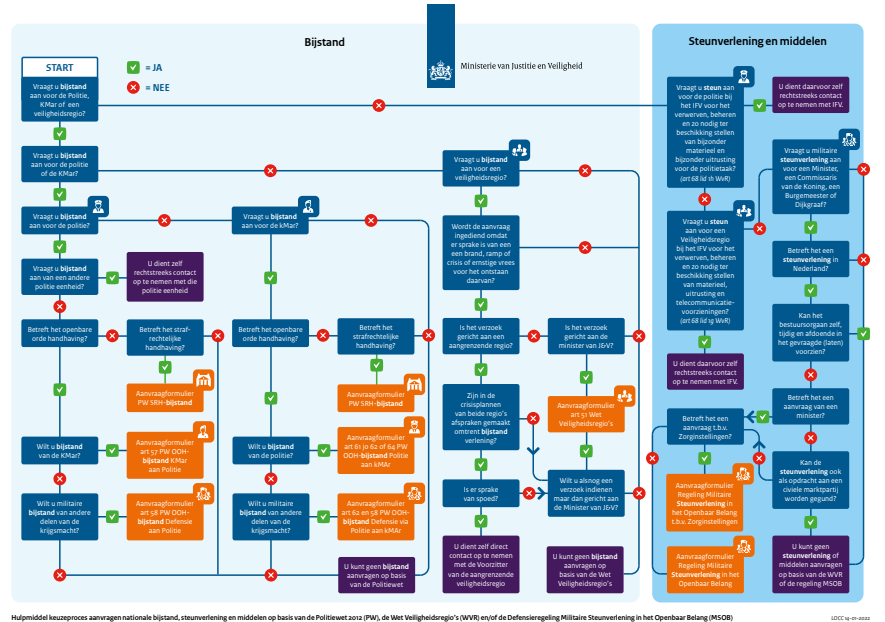 Bijstand
Ministerie van Justitie en Veiligheid
Steunverlening en middelen
START
= JA
= NEE
Vraagt u bijstand
aan voor de Politie,
KMar of een
veiligheidsregio?
Vraagt u bijstand
aan voor de politie
of de KMar?
Vraagt u bijstand
aan voor de politie?
Vraagt u bijstand
aan van een andere
politie eenheid?
U dient zelf
rechtstreeks contact
op te nemen met die
politie eenheid
Betreft het openbare
orde handhaving?
Betreft het straf-
rechtelijke
handhaving?
Aanvraagformulier
PW SRH-bijstand
Wilt u bijstand
van de KMar?
Aanvraagformulier
art 57 PW OOH-
bijstand KMar
aan Politie
Wilt u militaire
bijstand van andere
delen van de
krijgsmacht?
Aanvraagformulier
art 58 PW OOH-
bijstand Defensie
aan Politie
Vraagt u bijstand
aan voor de kMar?
Betreft het openbare
orde handhaving?
Betreft het
strafrechtelijke
handhaving?
Aanvraagformulier
PW SRH-bijstand
Wilt u bijstand
van de politie?
Aanvraagformulier
art 61 jo 62 of 64 PW
OOH-bijstand Politie
aan kMar
Wilt u militaire
bijstand van andere
delen van de
krijgsmacht?
Aanvraagformulier
art 62 en 58 PW OOH-
bijstand Defensie via
Politie aan kMar
U kunt geen bijstand
aanvragen op basis
van de Politiewet
Vraagt u bijstand
aan voor een
veiligheidsregio?
Wordt de aanvraag
ingediend omdat
er sprake is van een
een brand, ramp of
crisis of ernstige vrees
voor het ontstaan
daarvan?
Is het verzoek
gericht aan een
aangrenzende regio?
Is het verzoek
gericht aan de
minister van J&V?
Zijn in de
crisisplannen
van beide regio's
afspraken gemaakt
omtrent bijstand
verlening?
Aanvraagformulier
art 51 Wet
Veiligheidsregio's
Is er sprake
van spoed?
Wilt u alsnog een
verzoek indienen
maar dan gericht aan
de Minister van J&V?
U dient zelf direct
contact op te nemen
met de Voorzitter
van de aangrenzende
veiligheidsregio
U kunt geen bijstand
aanvragen op
basis van de Wet
Veiligheidsregio's
Vraagt u steun aan
voor de politie bij
het IFV voor het
verwerven, beheren
en zo nodig ter
beschikking stellen
van bijzonder
materieel en
bijzonder uitrusting
voor de politietaak?
(art 68 lid 1h WvR)
U dient daarvoor zelf
rechtstreeks contact
op te nemen met IFV.
Vraagt u steun
aan voor een
Veiligheidsregio
bij het IFV voor het
verwerven, beheren
en zo nodig ter
beschikking stellen
van materieel,
uitrusting en
telecommunicatie-
voorzieningen?
(art 68 lid 1g WvR)
U dient daarvoor zelf
rechtstreeks contact
op te nemen met IFV.
Vraagt u militaire
steunverlening aan
voor een Minister,
een Commissaris
van de Koning, een
Burgemeester of
Dijkgraaf?
Betreft het een
steunverlening in
Nederland?
Kan het
bestuursorgaan zelf,
tijdig en afdoende in
het gevraagde (laten)
voorzien?
Betreft het een
aanvraag van een
minister?
Betreft het een
aanvraag t.b.v.
Zorginstellingen?
Kan de
steunverlening ook
als opdracht aan een
civiele marktpartij
worden gegund?
Aanvraagformulier
Regeling Militaire
Steunverlening in
het Openbaar Belang
t.b.v. Zorginstellingen
Aanvraagformulier
Regeling Militaire
Steunverlening in het
Openbaar Belang
U kunt geen
steunverlening of
middelen aanvragen
op basis van de WVR
of de regeling MSOB
Hulpmiddel keuzeproces aanvragen nationale bijstand, steunverlening en middelen op basis van de Politiewet 2012 (PW), de Wet Veiligheidsregio's (WVR) en/of de Defensieregeling Militaire Steunverlening in het Openbaar Belang (MSOB)
LOCC 14-01-2022